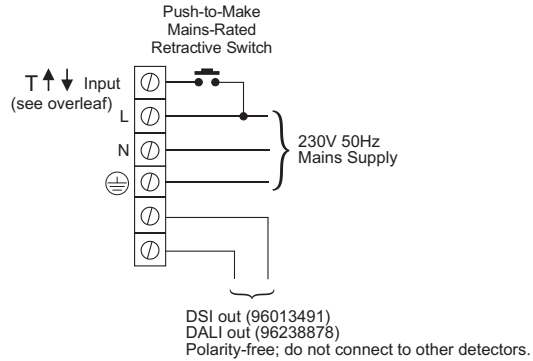 Push-to-Make
Mains-Rated
Retractive Switch
T Input
(see overleaf)
L
N
230V 50Hz
Mains Supply
DSI out (96013491)
DALI out (96238878)
Polarity-free; do not connect to other detectors.